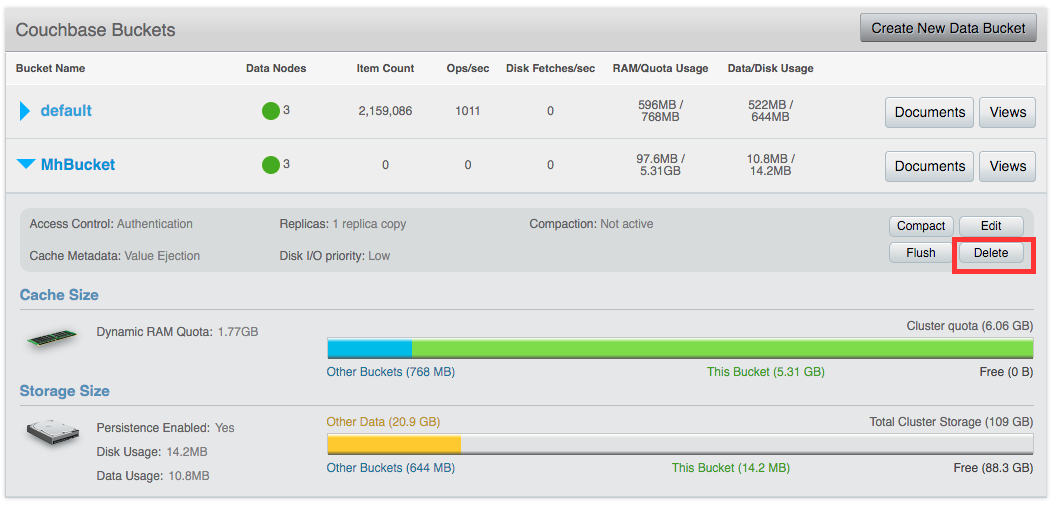 Couchbase Buckets
Create New Data Bucket
Bucket Name Data Nodes Item Count Ops/sec Disk Fetches/sec RAM/Quota Usage Data/Disk Usage
default 3 2,159,086 1011 0 596MB / 768MB 522MB / 644MB Documents Views
MhBucket 3 0 0 0 97.6MB / 5.31GB 10.8MB / 14.2MB Documents Views
Access Control: Authentication Replicas: 1 replica copy Compaction: Not active Compact Edit
Cache Metadata: Value Ejection Disk I/O priority: Low Flush Delete
Cache Size
Dynamic RAM Quota: 1.77GB
Cluster quota (6.06 GB)
Other Buckets (768 MB) This Bucket (5.31 GB) Free (0 B)
Storage Size
Persistence Enabled: Yes
Disk Usage: 14.2MB
Data Usage: 10.8MB
Other Data (20.9 GB) Total Cluster Storage (109 GB)
Other Buckets (644 MB) This Bucket (14.2 MB) Free (88.3 GB)